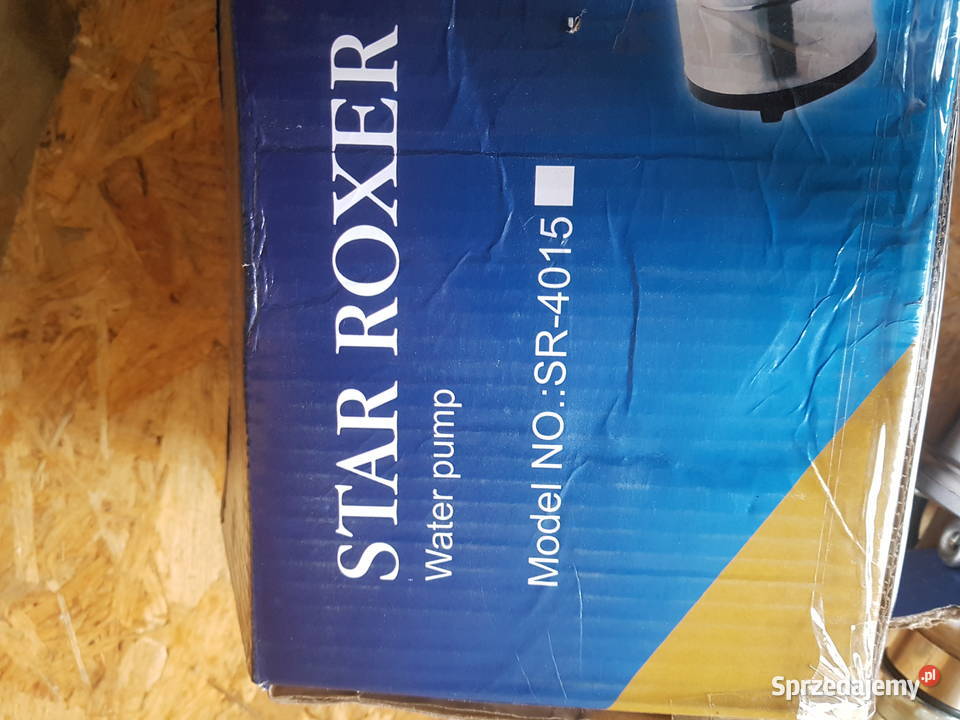 STAR ROXER
Water pump
Model NO.:SR-4015
Sprzedajemy.pl